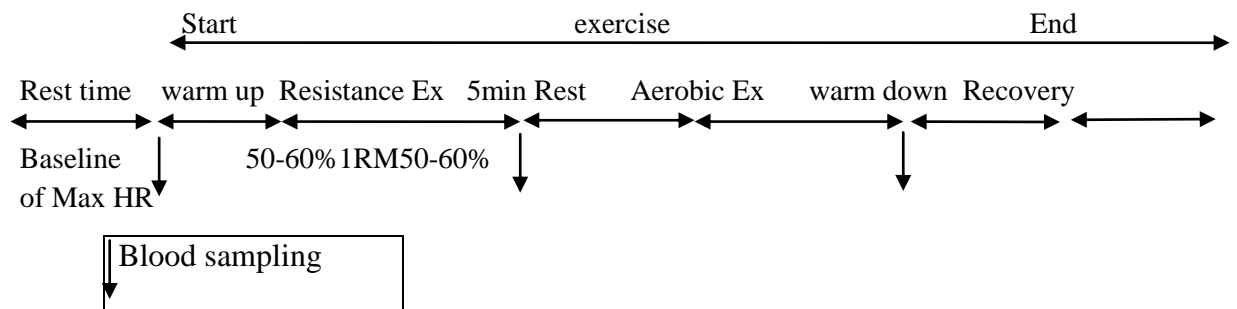 Start exercise End
Rest time warm up Resistance Ex 5min Rest Aerobic Ex warm down Recovery
Baseline 50-60%1RM50-60%
of Max HR
Blood sampling